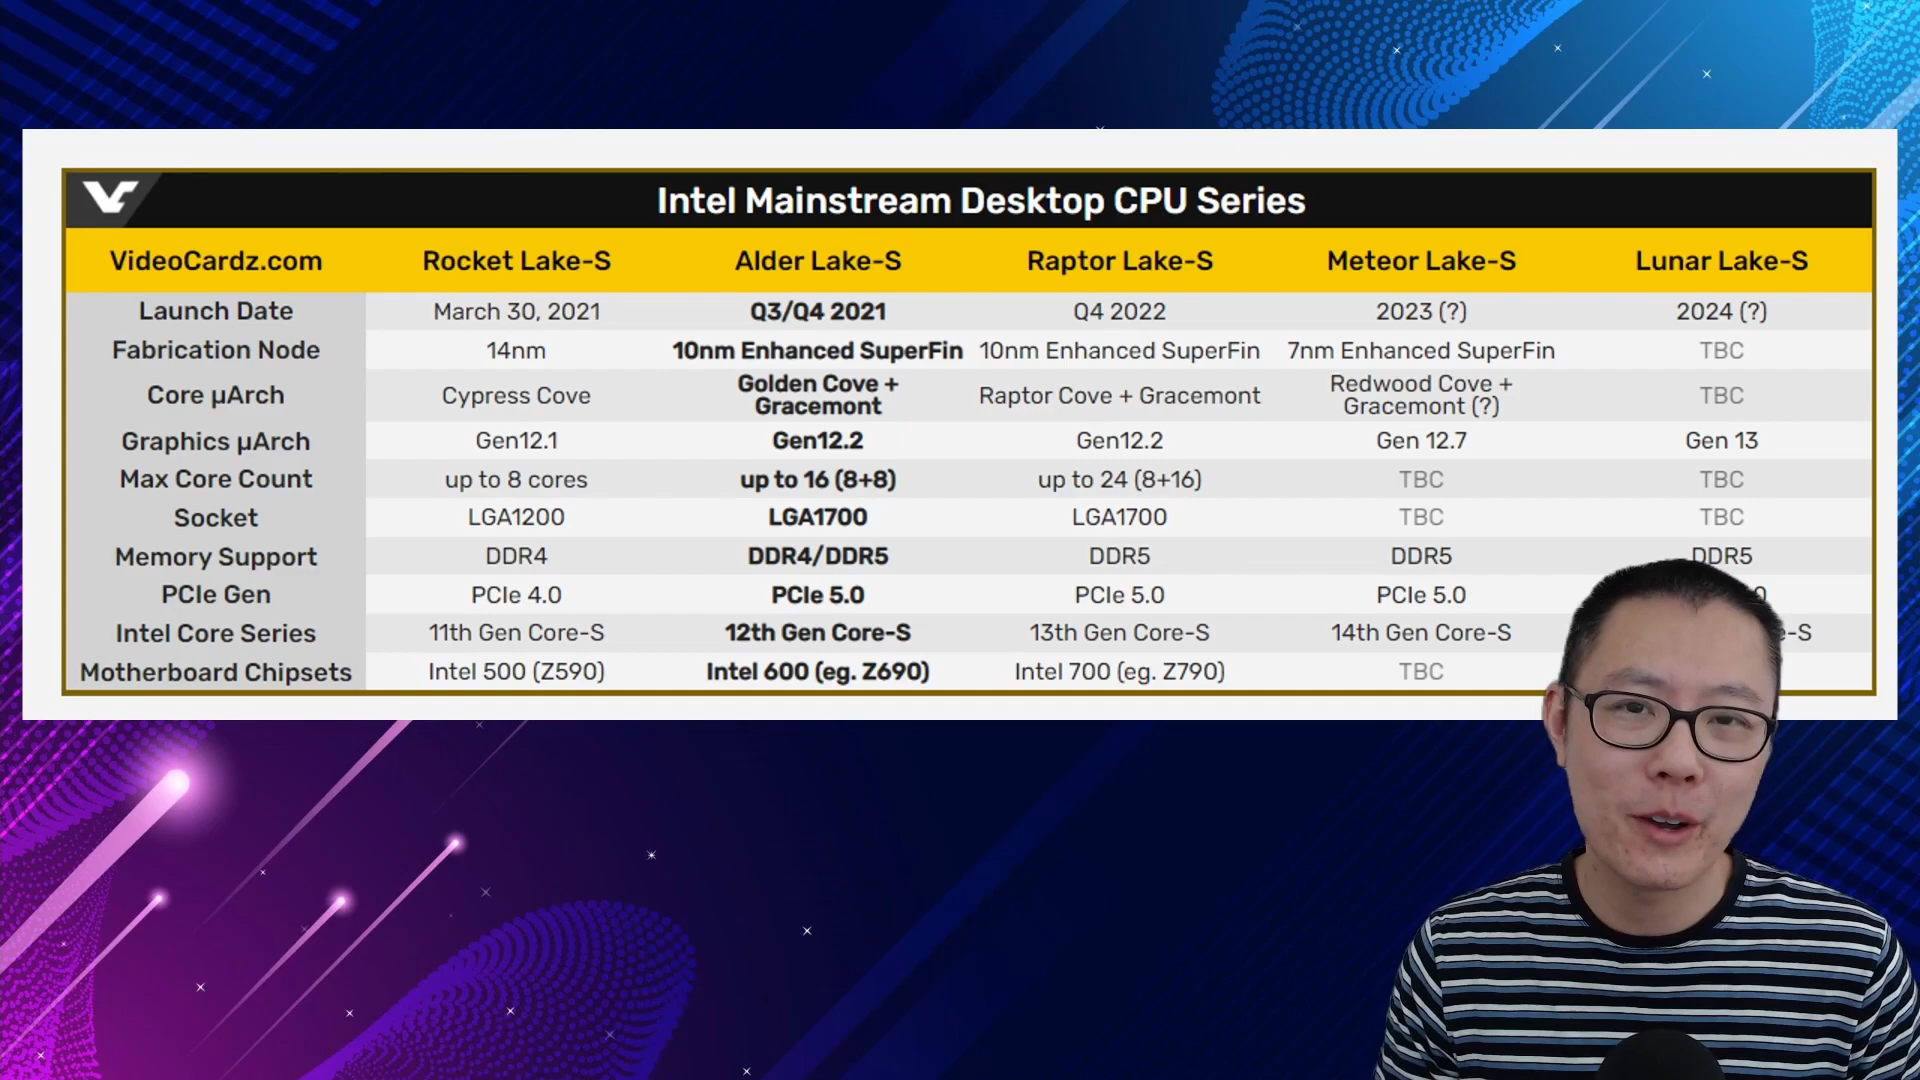 Intel Mainstream Desktop CPU Series
VideoCardz.com Rocket Lake-S Alder Lake-S Raptor Lake-S Meteor Lake-S Lunar Lake-S
Launch Date March 30, 2021 Q3/Q4 2021 Q4 2022 2023 (?) 2024 (?)
Fabrication Node 14nm 10nm Enhanced SuperFin 10nm Enhanced SuperFin 7nm Enhanced SuperFin TBC
Core µArch Cypress Cove Golden Cove + Gracemont Raptor Cove + Gracemont Redwood Cove + Gracemont (?) TBC
Graphics µArch Gen12.1 Gen12.2 Gen12.2 Gen 12.7 Gen 13
Max Core Count up to 8 cores up to 16 (8+8) up to 24 (8+16) TBC TBC
Socket LGA1200 LGA1700 LGA1700 TBC TBC
Memory Support DDR4 DDR4/DDR5 DDR5 DDR5 DDR5
PCIe Gen PCIe 4.0 PCIe 5.0 PCIe 5.0 PCIe 5.0
Intel Core Series 11th Gen Core-S 12th Gen Core-S 13th Gen Core-S 14th Gen Core-S
Motherboard Chipsets Intel 500 (Z590) Intel 600 (eg. Z690) Intel 700 (eg. Z790) TBC